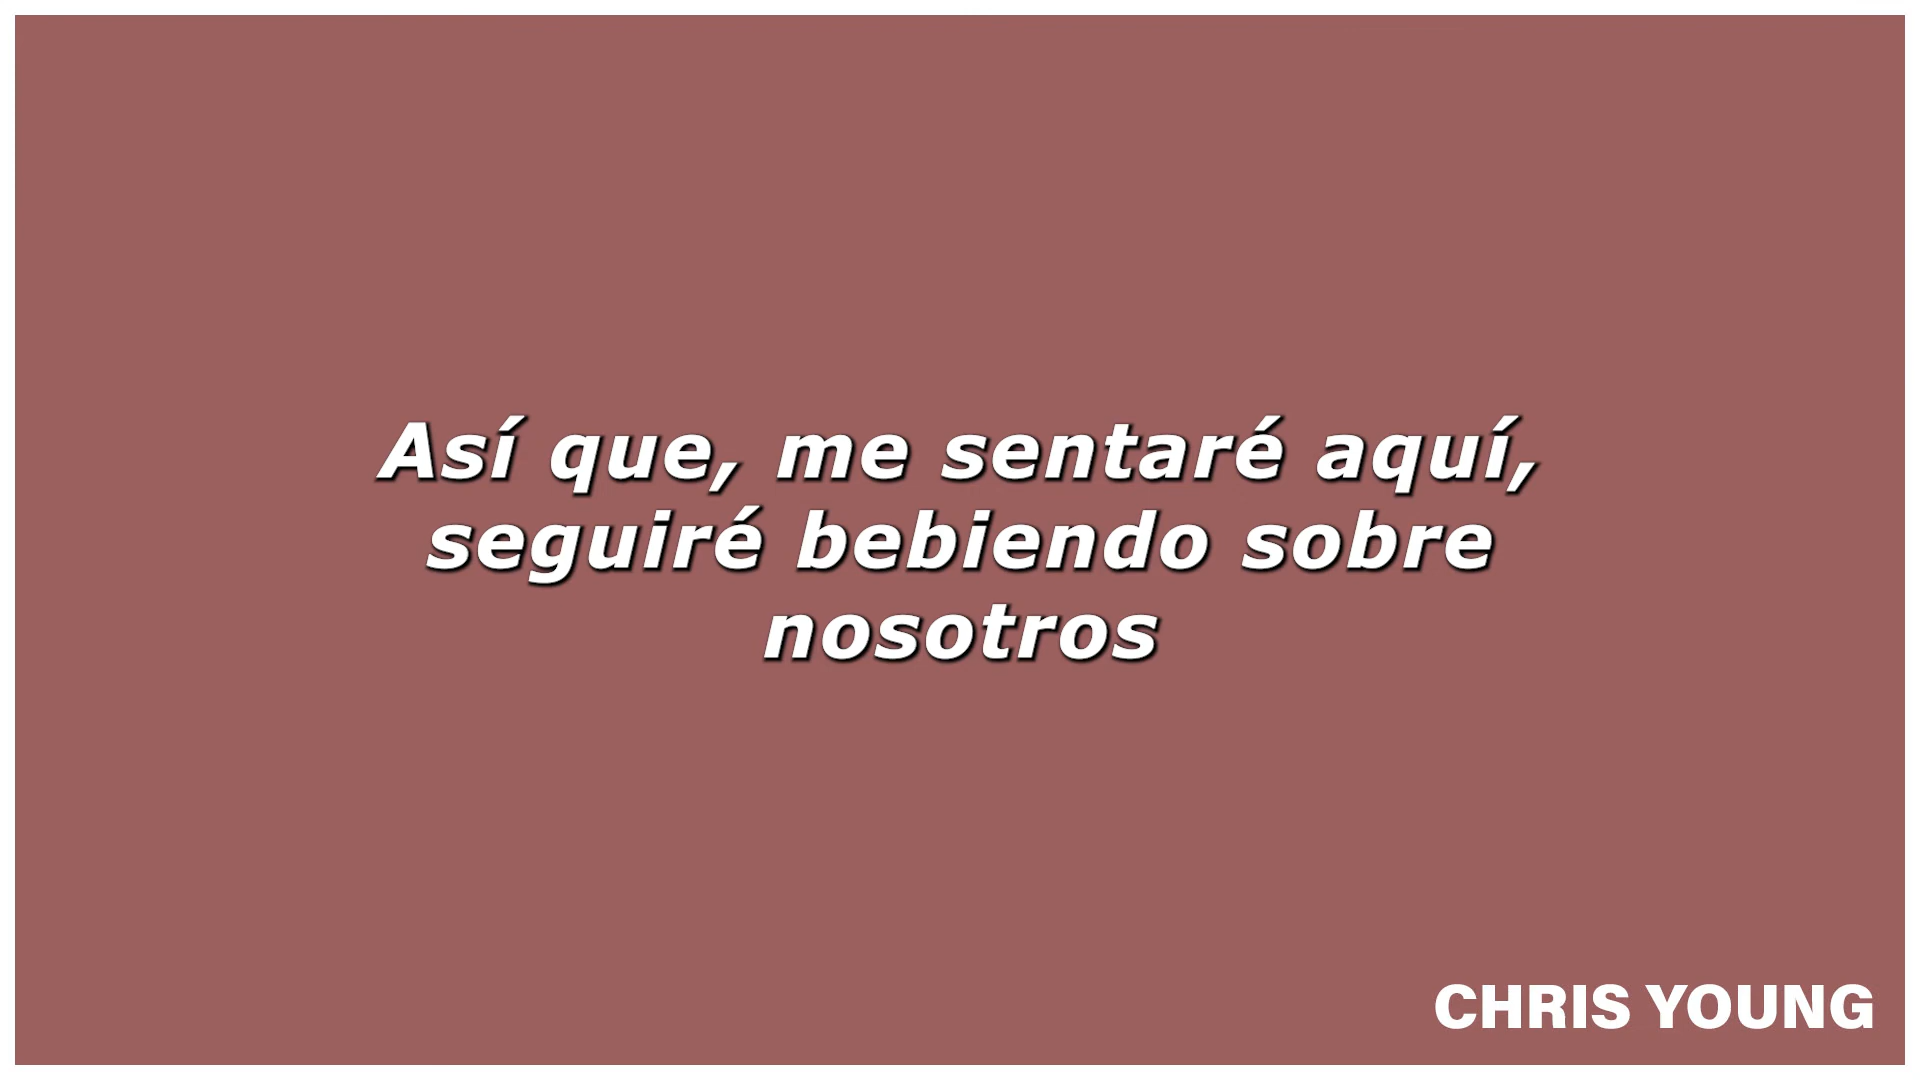 Así que, me sentaré aquí,
seguiré bebiendo sobre
nosotros
CHRIS YOUNG